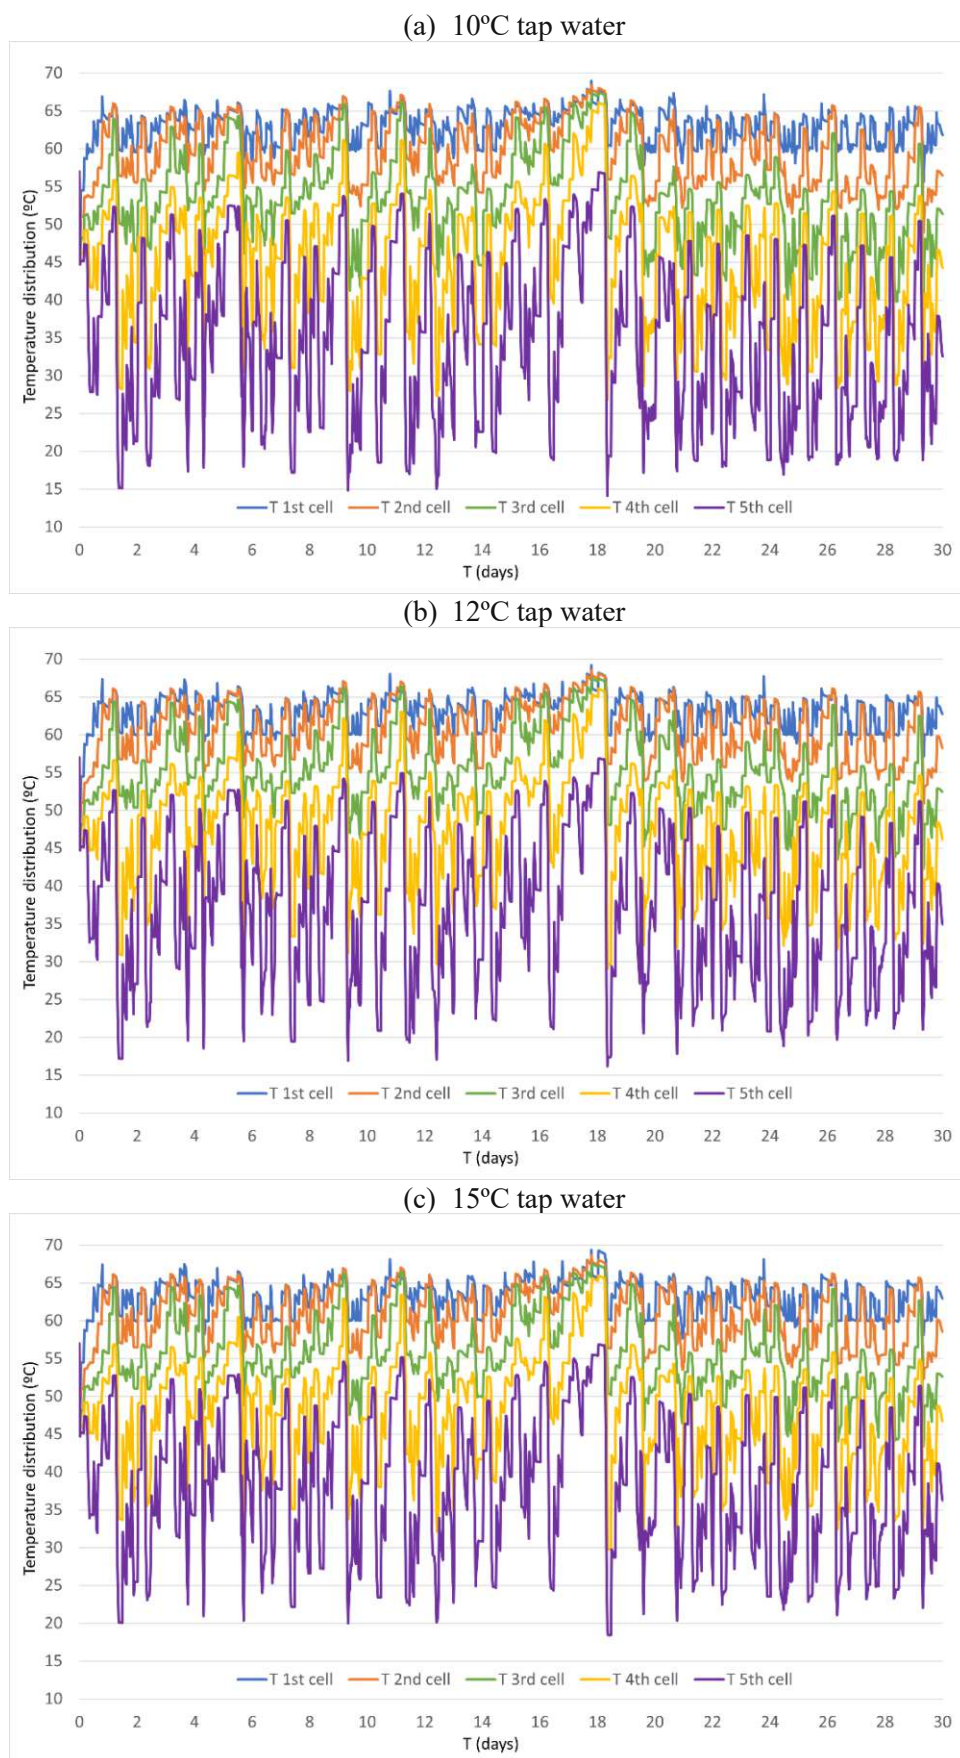 (a) 10ºC tap water
Temperature distribution (ºC)
70
65
60
55
50
45
40
35
30
25
20
15
10
T 1st cell T 2nd cell T 3rd cell T 4th cell T 5th cell
0 2 4 6 8 10 12 14 16 18 20 22 24 26 28 30
T (days)
(b) 12ºC tap water
Temperature distribution (ºC)
70
65
60
55
50
45
40
35
30
25
20
15
10
T 1st cell T 2nd cell T 3rd cell T 4th cell T 5th cell
0 2 4 6 8 10 12 14 16 18 20 22 24 26 28 30
T (days)
(c) 15ºC tap water
Temperature distribution (ºC)
70
65
60
55
50
45
40
35
30
25
20
15
10
T 1st cell T 2nd cell T 3rd cell T 4th cell T 5th cell
0 2 4 6 8 10 12 14 16 18 20 22 24 26 28 30
T (days)